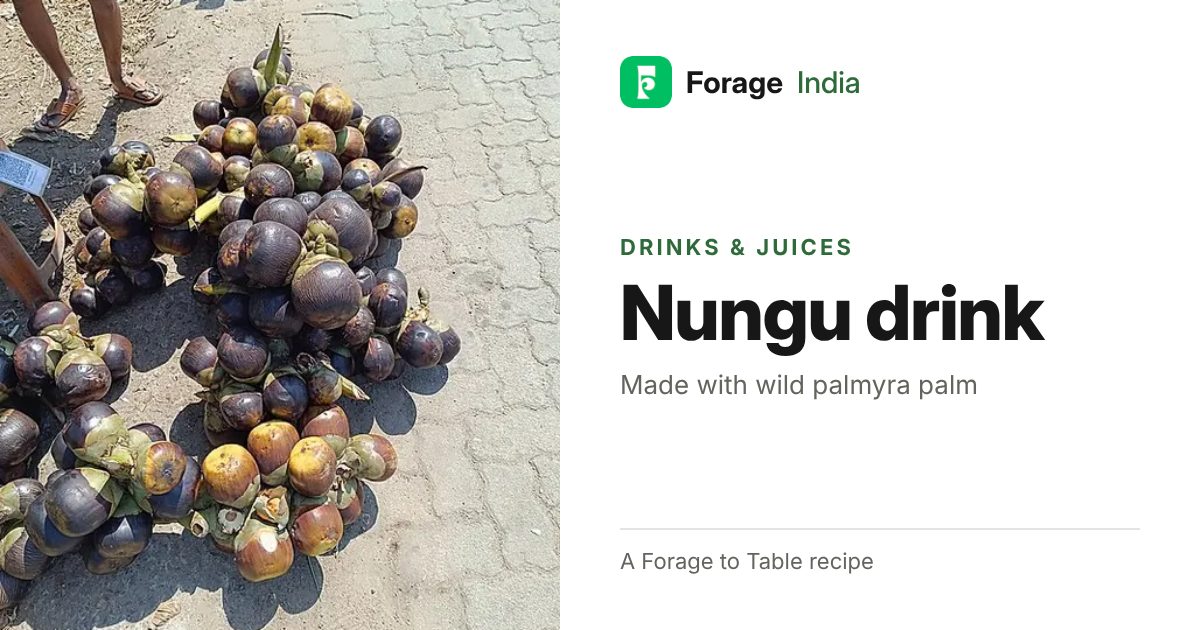 Forage India
DRINKS & JUICES
Nungu drink
Made with wild palmyra palm
A Forage to Table recipe